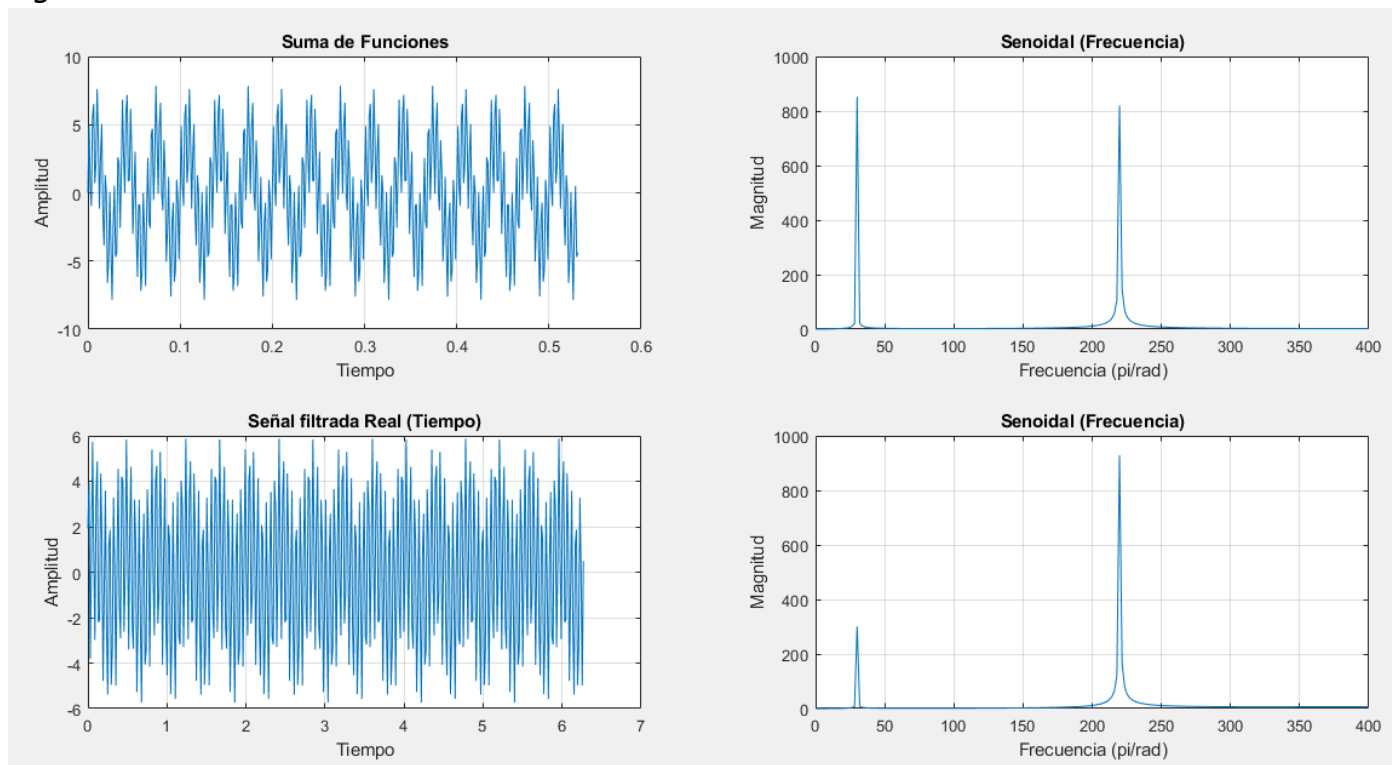 Suma de Funciones
Amplitud
10
5
0
-5
-10
0 0.1 0.2 0.3 0.4 0.5 0.6
Tiempo
Senoidal (Frecuencia)
Magnitud
1000
800
600
400
200
0
0 50 100 150 200 250 300 350 400
Frecuencia (pi/rad)
Señal filtrada Real (Tiempo)
Amplitud
6
4
2
0
-2
-4
-6
0 1 2 3 4 5 6 7
Tiempo
Senoidal (Frecuencia)
Magnitud
1000
800
600
400
200
0
0 50 100 150 200 250 300 350 400
Frecuencia (pi/rad)